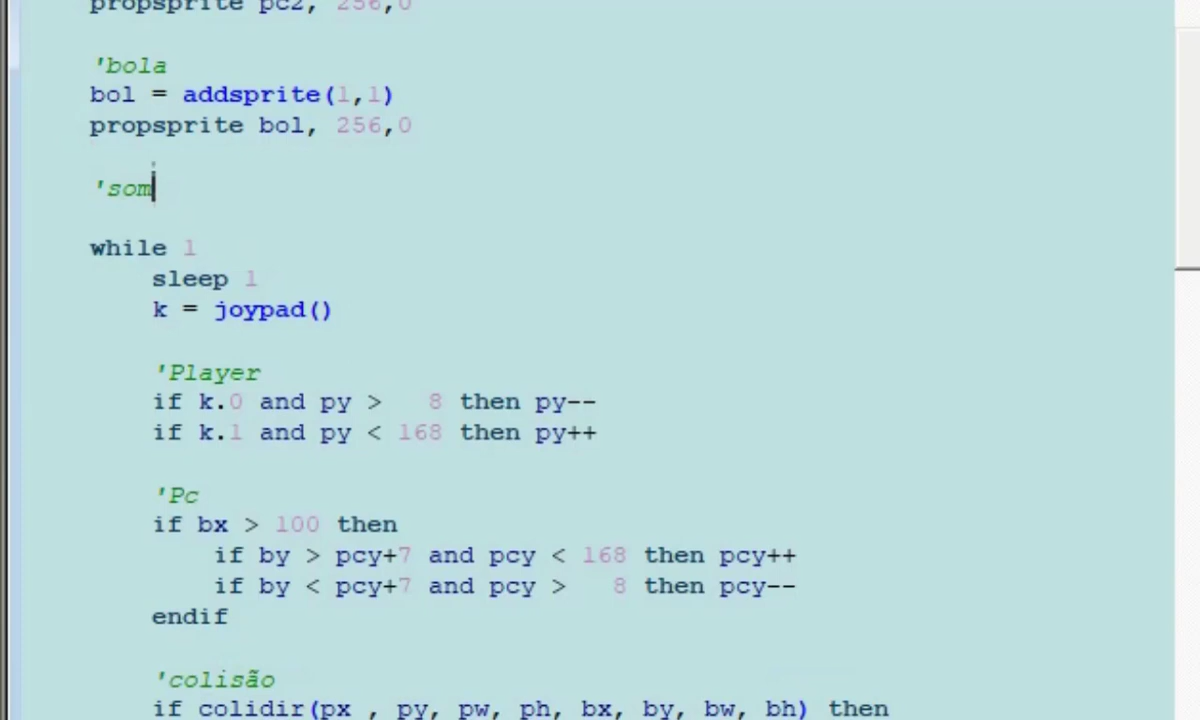 propsprite pc2, 256,0
'bola
bol = addsprite(1,1)
propsprite bol, 256,0
'som
while 1
sleep 1
k = joypad()
'Player
if k.0 and py >   8 then py--
if k.1 and py < 168 then py++
'Pc
if bx > 100 then
if by > pcy+7 and pcy < 168 then pcy++
if by < pcy+7 and pcy >   8 then pcy--
endif
'colisão
if colidir(px , py, pw, ph, bx, by, bw, bh) then